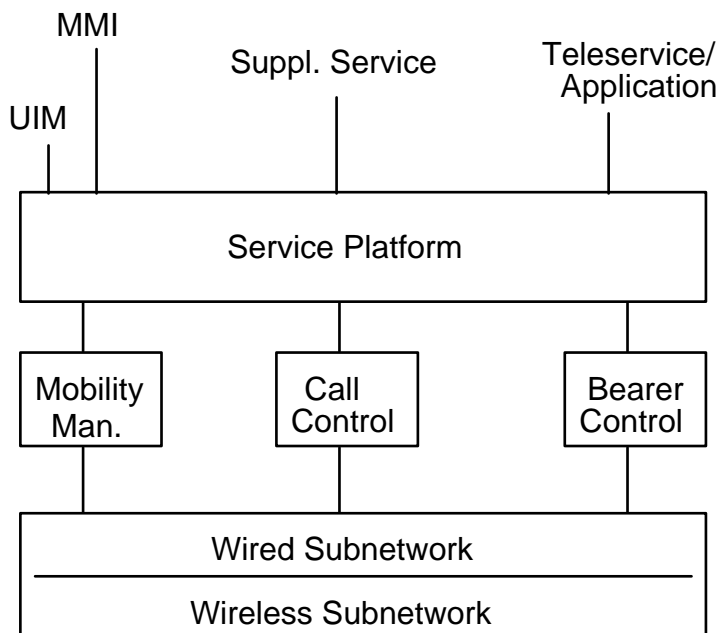 MMI
Suppl. Service
Teleservice/
Application
UIM
Service Platform
Mobility
Man.
Call
Control
Bearer
Control
Wired Subnetwork
Wireless Subnetwork